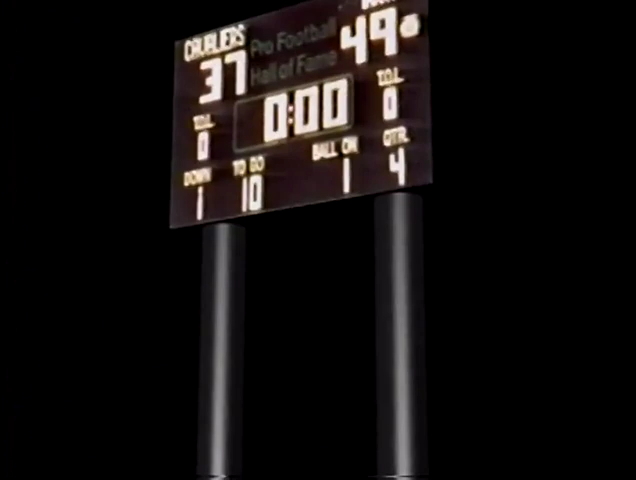 CAVALIERS
37
49
Pro Football
Hall of Fame
T.O.L.
0
0:00
T.O.L.
0
DOWN
1
TO GO
10
BALL ON
1
QTR.
4